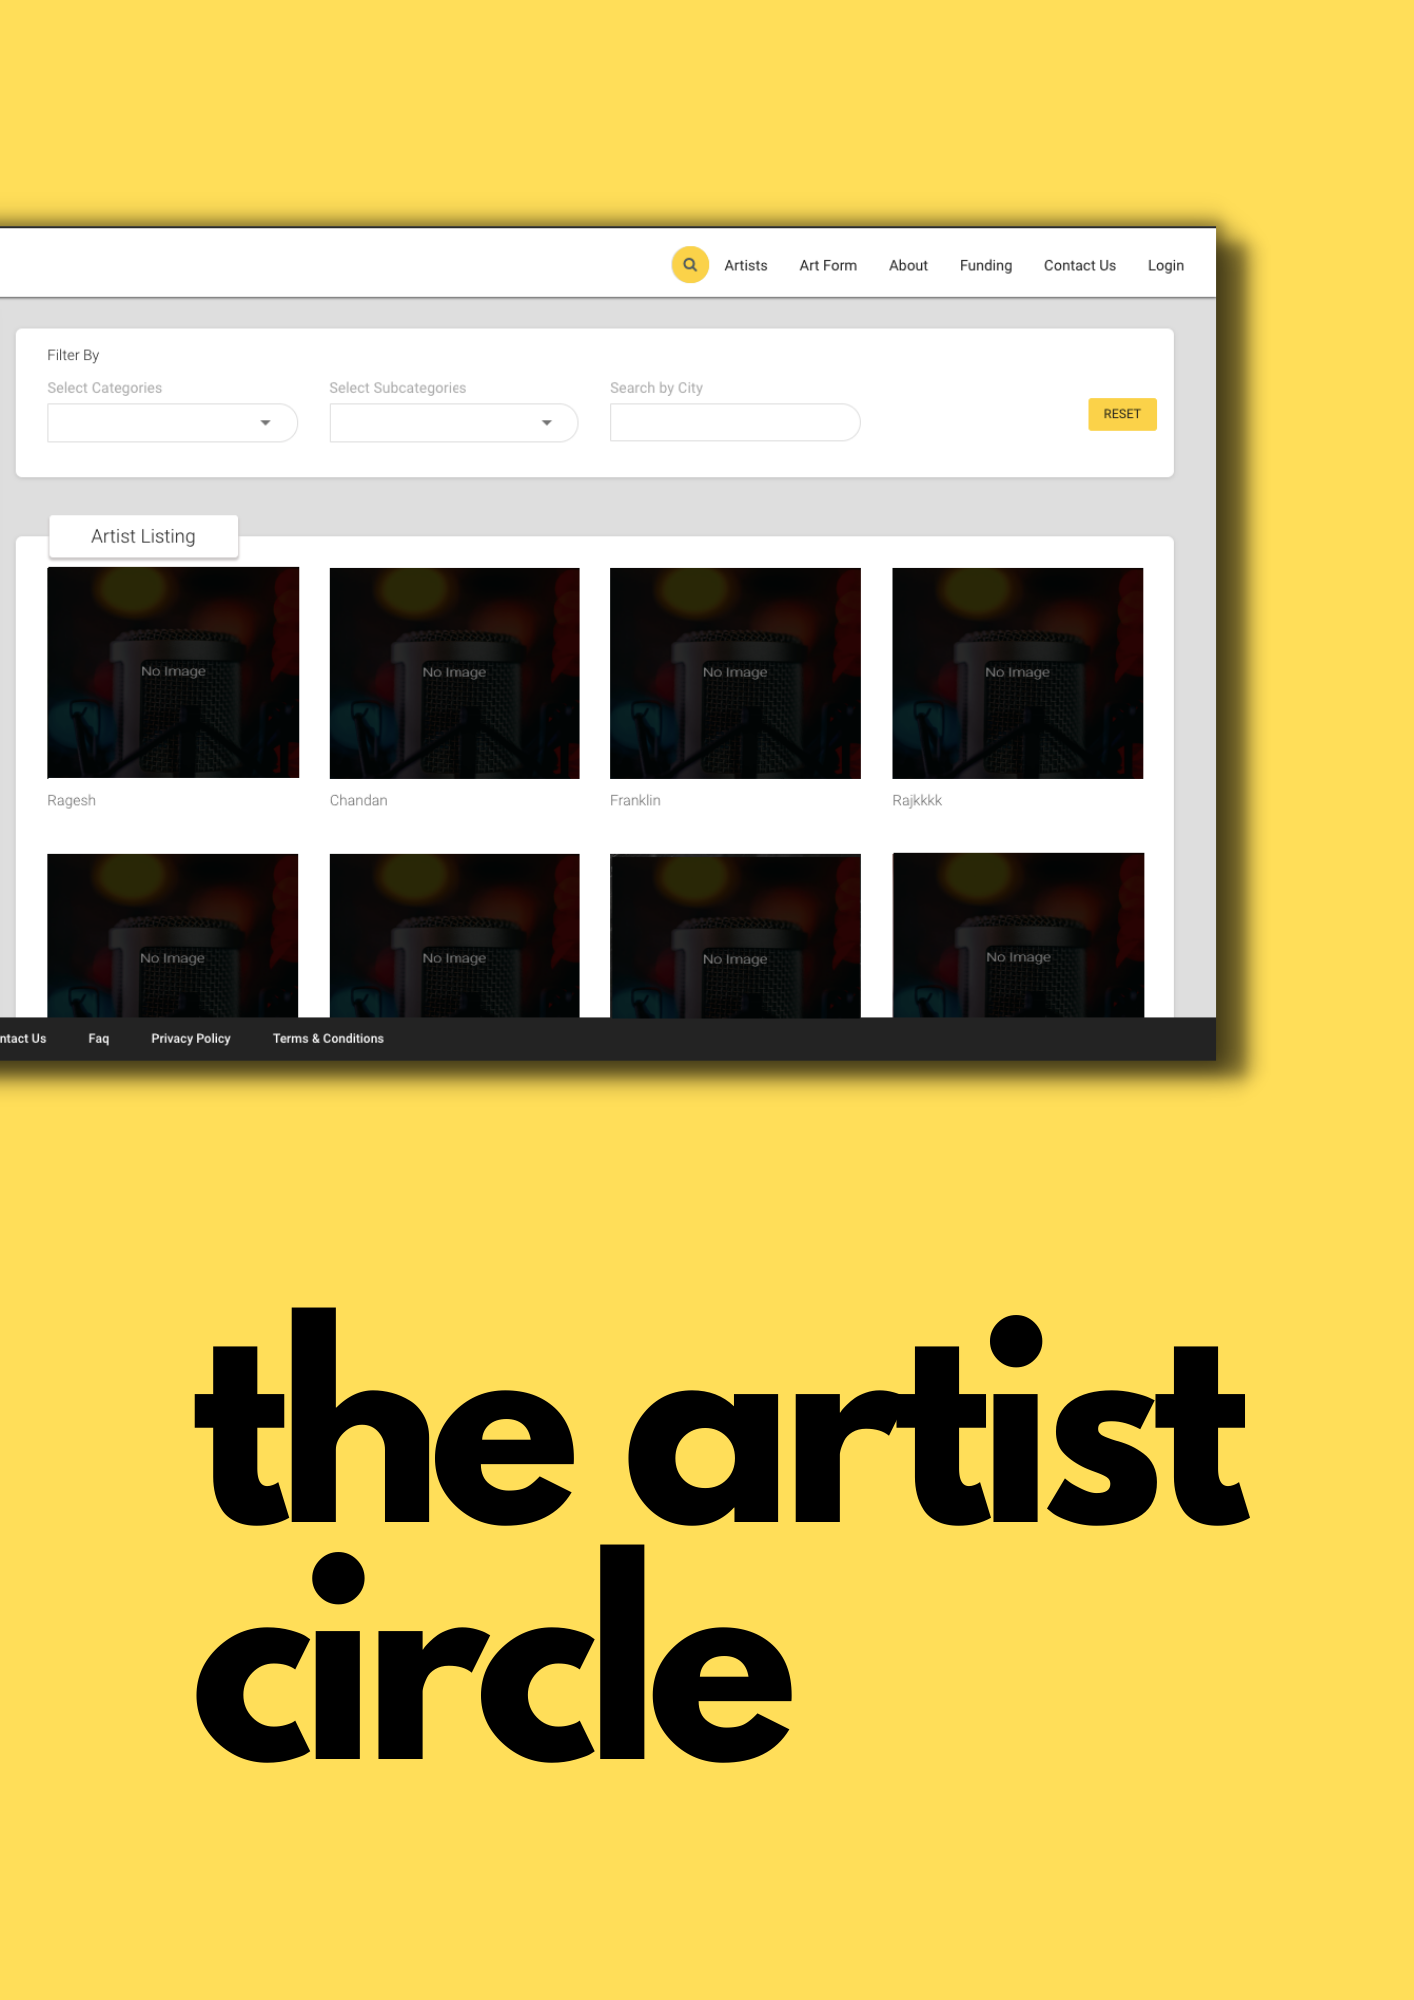 Artists Art Form About Funding Contact Us Login
Filter By
Select Categories Select Subcategories Search by City
RESET
Artist Listing
No Image No Image No Image No Image
Ragesh Chandan Franklin Rajkkkk
No Image No Image No Image No Image
ntact Us Faq Privacy Policy Terms & Conditions
the artist
circle